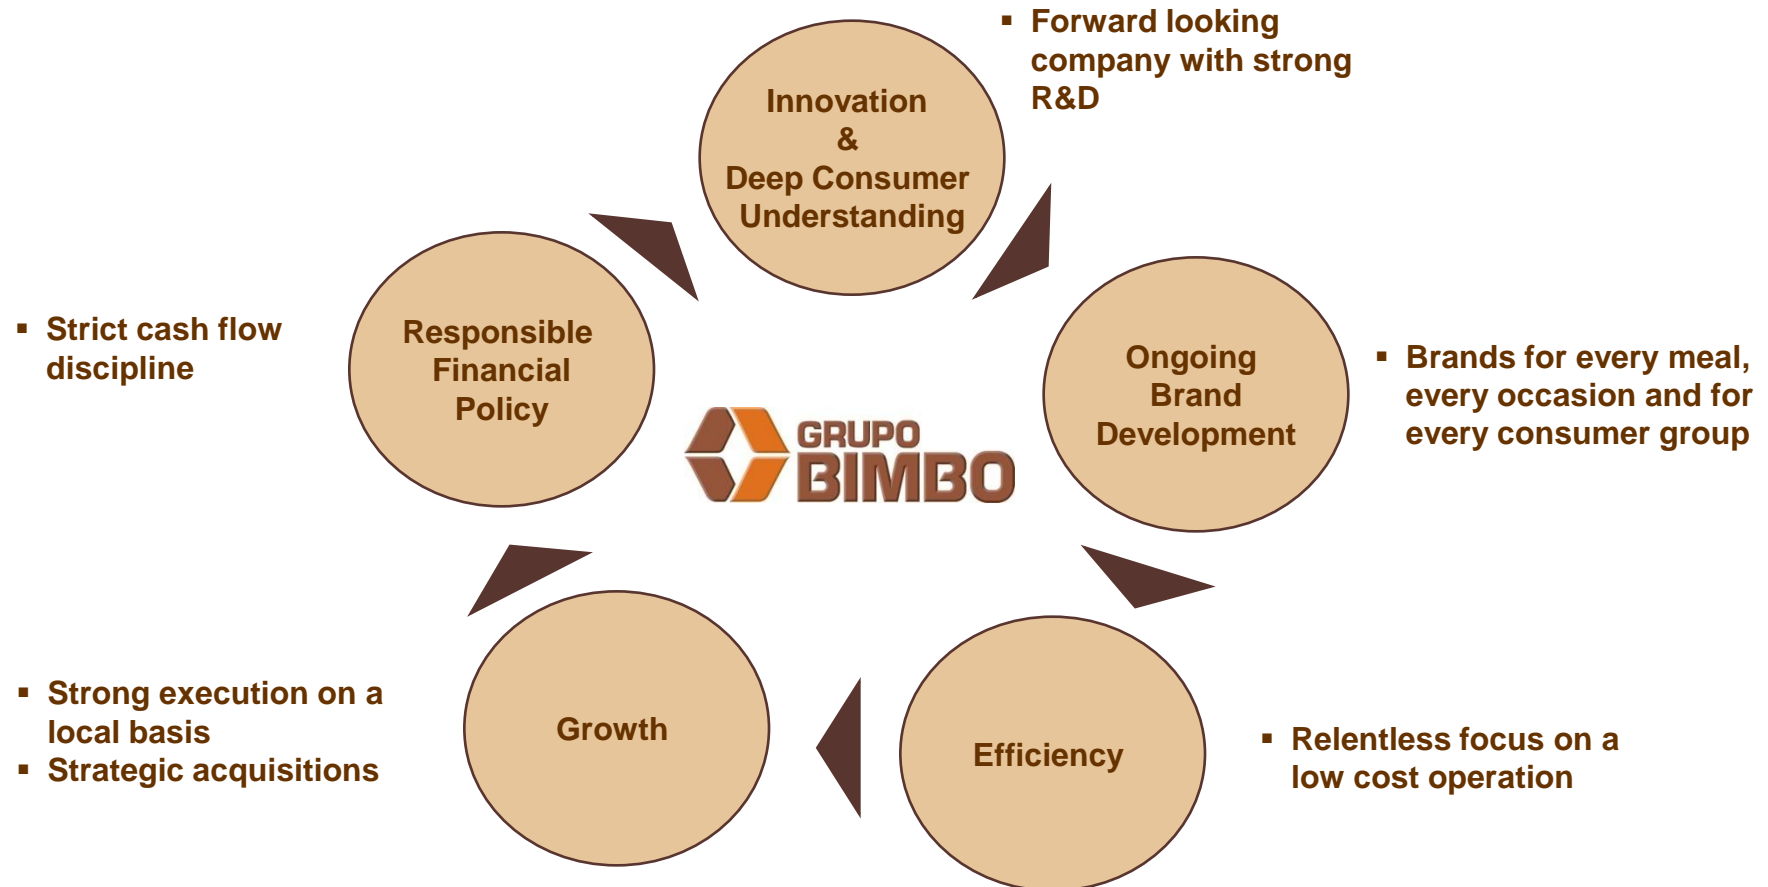 Innovation
&
Deep Consumer
Understanding
▪ Forward looking
company with strong
R&D
Ongoing
Brand
Development
▪ Brands for every meal,
every occasion and for
every consumer group
Efficiency
▪ Relentless focus on a
low cost operation
Growth
▪ Strong execution on a
local basis
▪ Strategic acquisitions
Responsible
Financial
Policy
▪ Strict cash flow
discipline
GRUPO
BIMBO